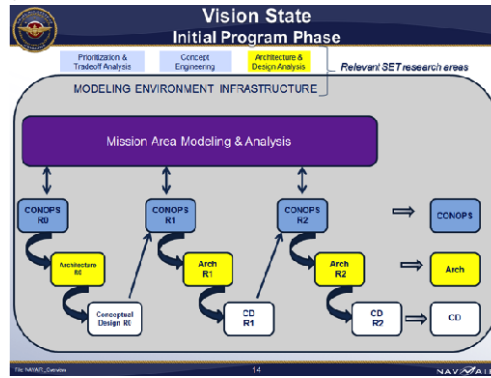 Vision State
Initial Program Phase
Prioritization &
Tradeoff Analysis
Concept
Engineering
Architecture &
Design Analysis
Relevant SET research areas
MODELING ENVIRONMENT INFRASTRUCTURE
Mission Area Modeling & Analysis
CONOPS
R0
CONOPS
R1
CONOPS
R2
CONOPS
Architecture
R0
Arch
R1
Arch
R2
Arch
Conceptual
Design R0
CD
R1
CD
R2
CD
14
NAVAIR